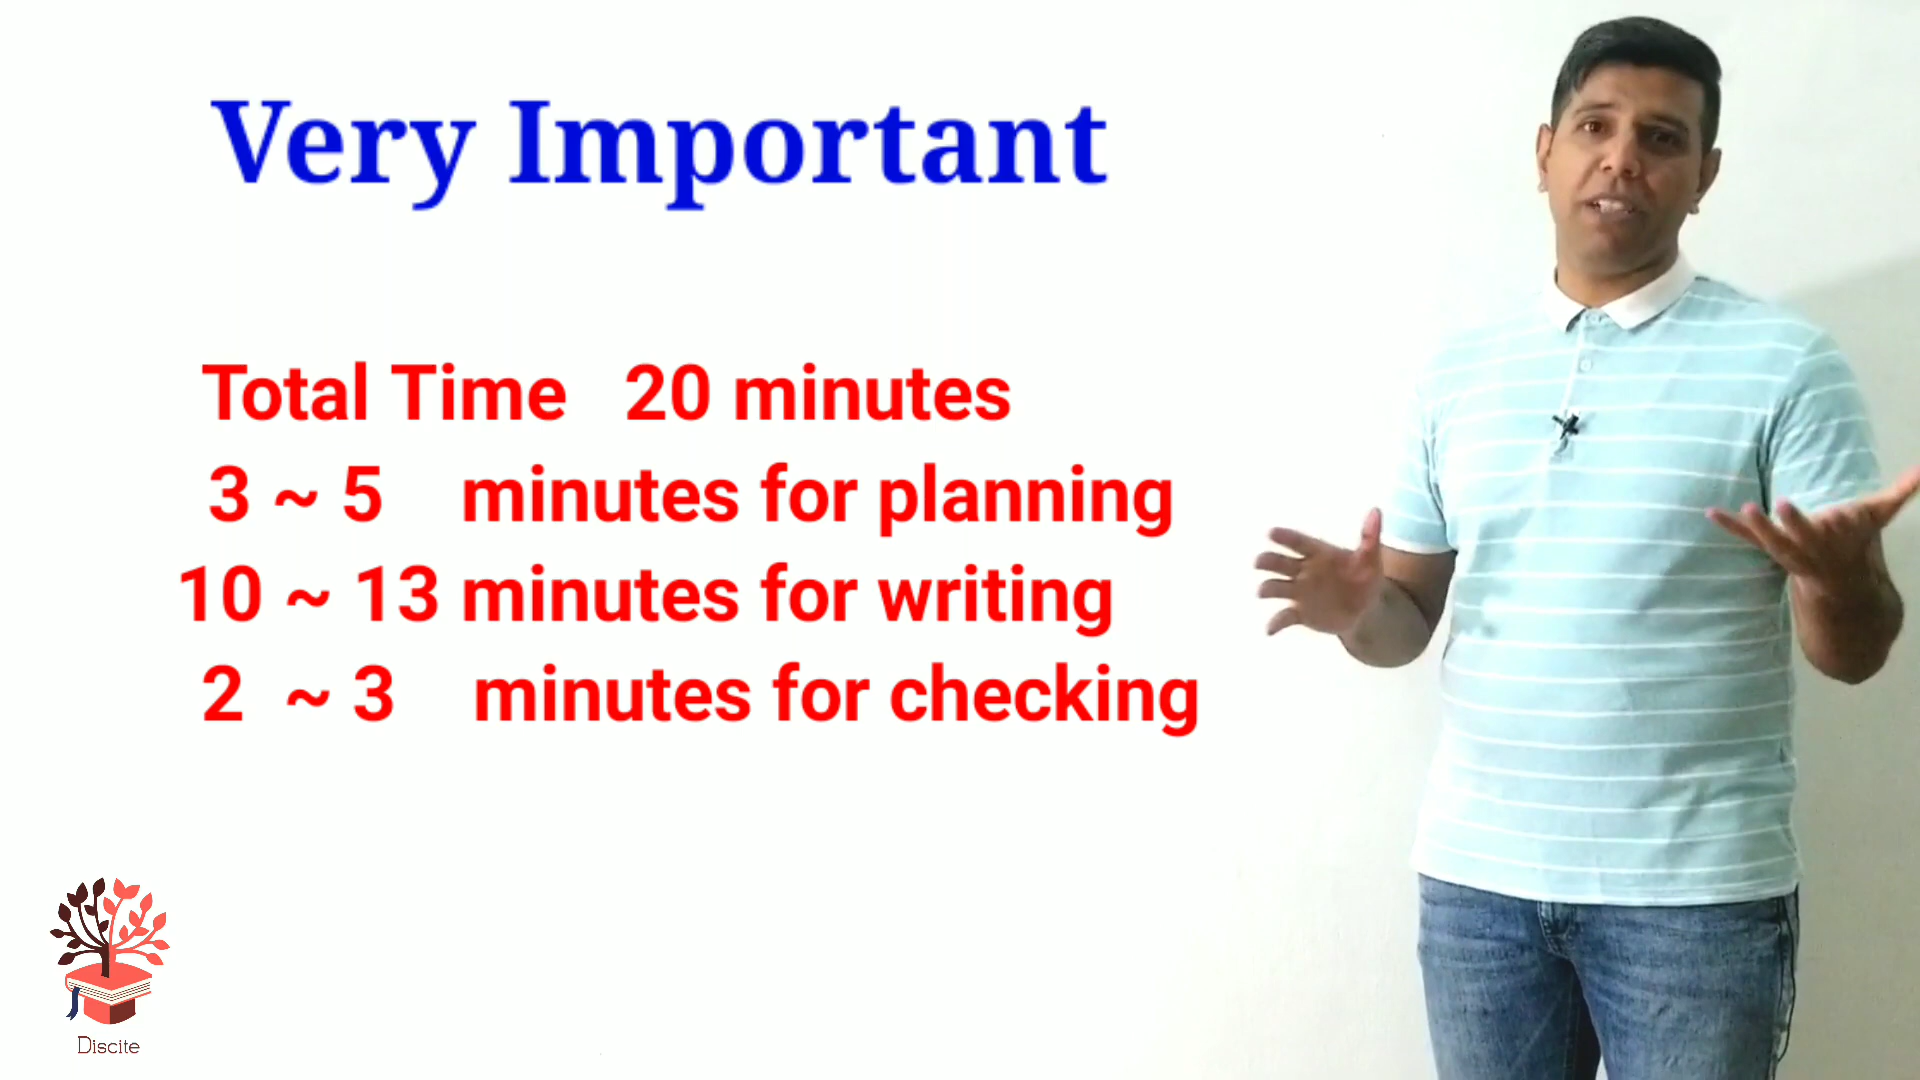 Very Important
Total Time 20 minutes
3 ~ 5 minutes for planning
10 ~ 13 minutes for writing
2 ~ 3 minutes for checking
Discite